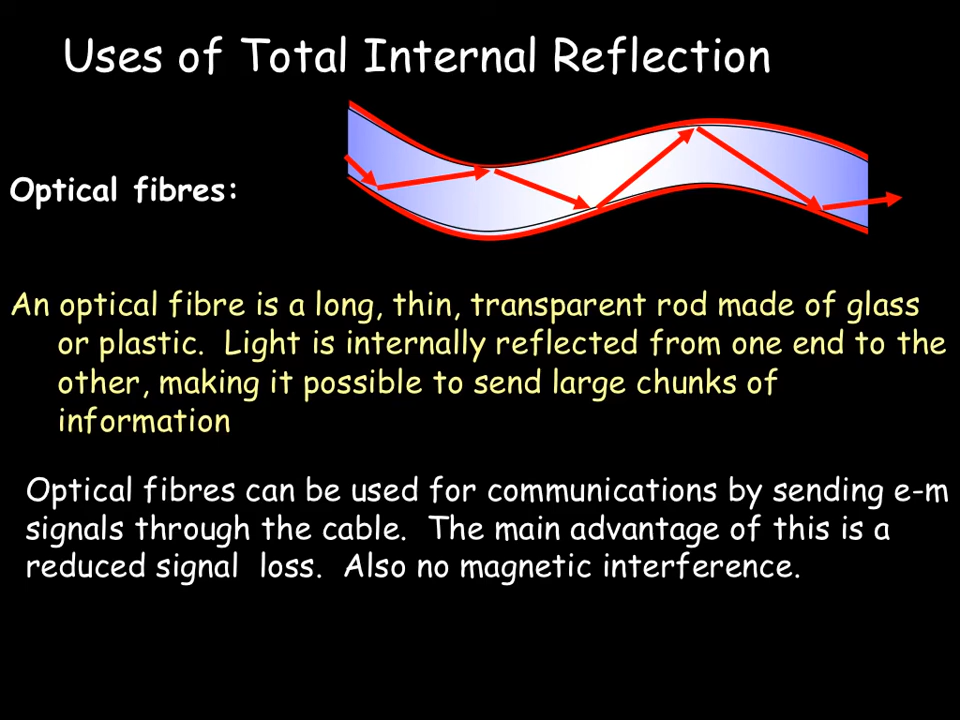 Uses of Total Internal Reflection
Optical fibres:
An optical fibre is a long, thin, transparent rod made of glass
or plastic. Light is internally reflected from one end to the
other, making it possible to send large chunks of
information
Optical fibres can be used for communications by sending e-m
signals through the cable. The main advantage of this is a
reduced signal loss. Also no magnetic interference.